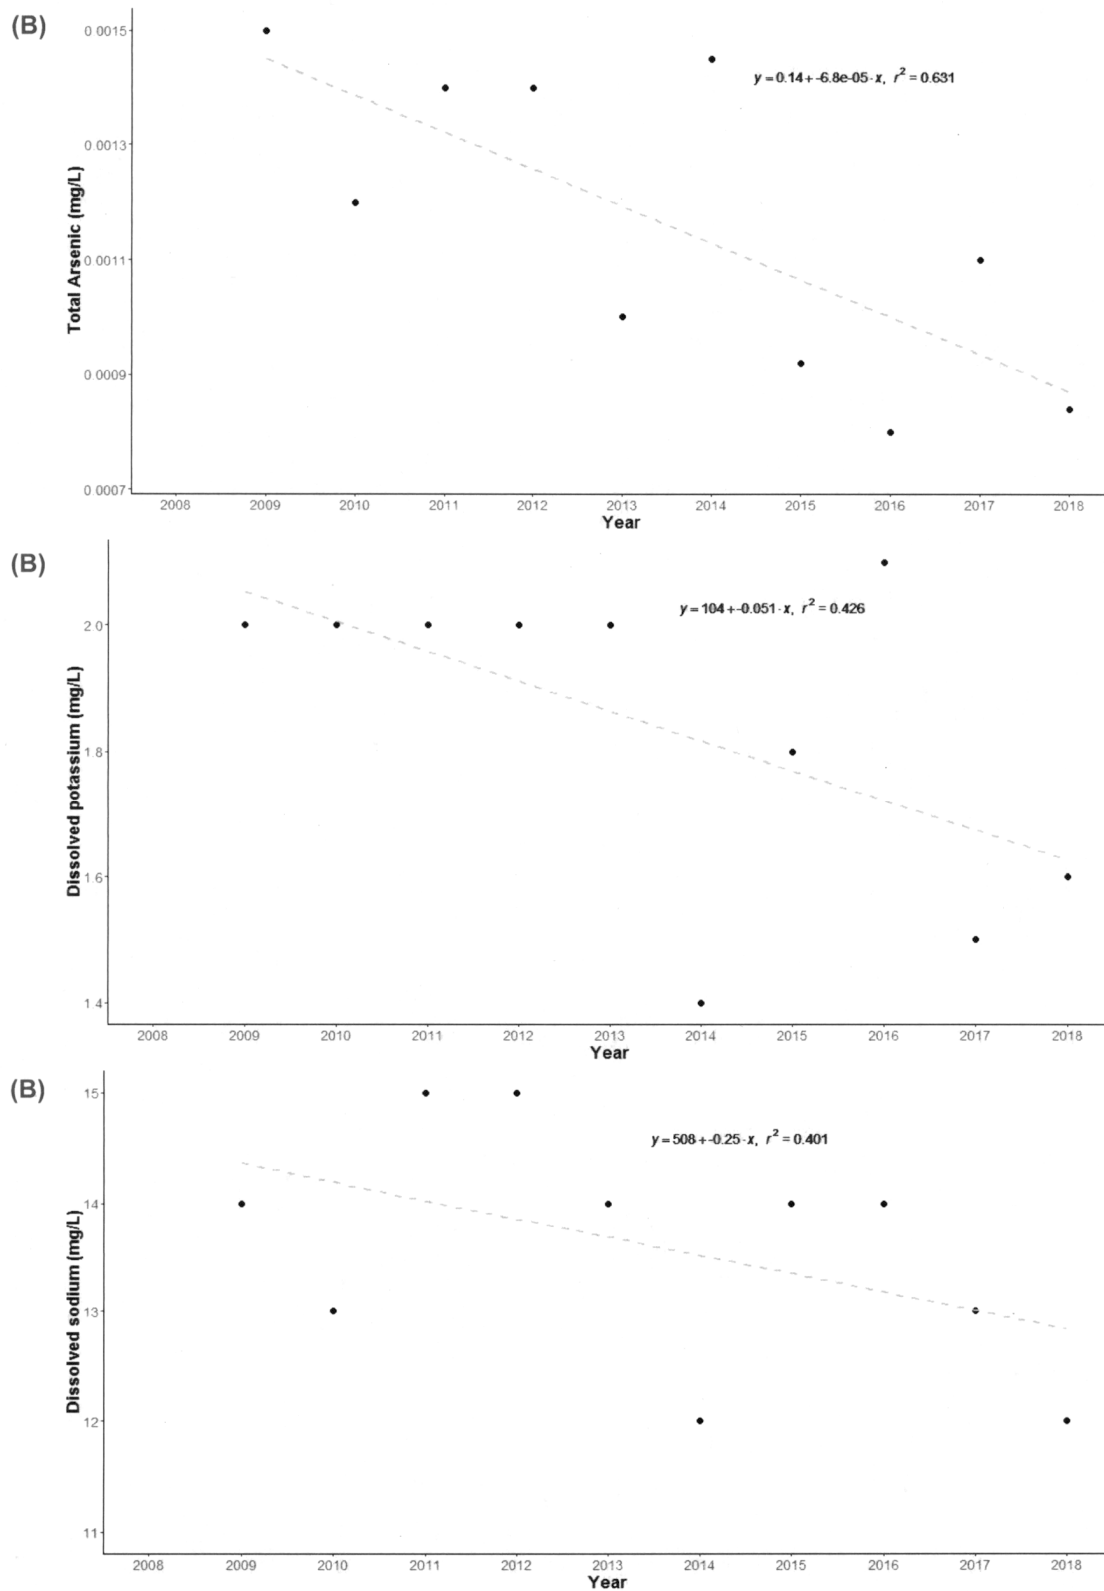 (B)
Total Arsenic (mg/L)
0 0015
0.0013
0.0011
0 0009
0 0007
y = 0.14 + -6.8e-05 · x, r² = 0.631
2008 2009 2010 2011 2012 2013 2014 2015 2016 2017 2018
Year
(B)
Dissolved potassium (mg/L)
2 0
1.8
1.6
1 4
y = 104 + -0.051 · x, r² = 0.426
2008 2009 2010 2011 2012 2013 2014 2015 2016 2017 2018
Year
(B)
Dissolved sodium (mg/L)
15
14
13
12
11
y = 508 + -0.25 · x, r² = 0.401
2008 2009 2010 2011 2012 2013 2014 2015 2016 2017 2018
Year